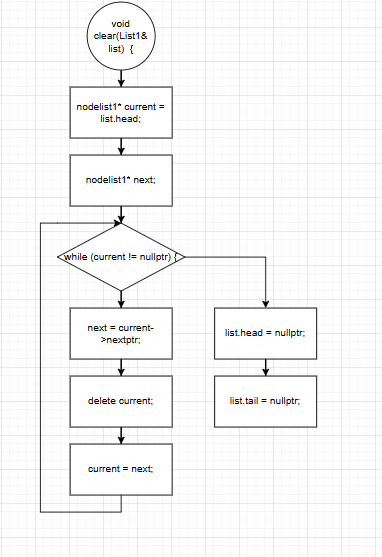 void
clear(List1&
list) {
nodelist1* current =
list.head;
nodelist1* next;
while (current != nullptr) {
next = current-
>nextptr;
list.head = nullptr;
delete current;
list.tail = nullptr;
current = next;